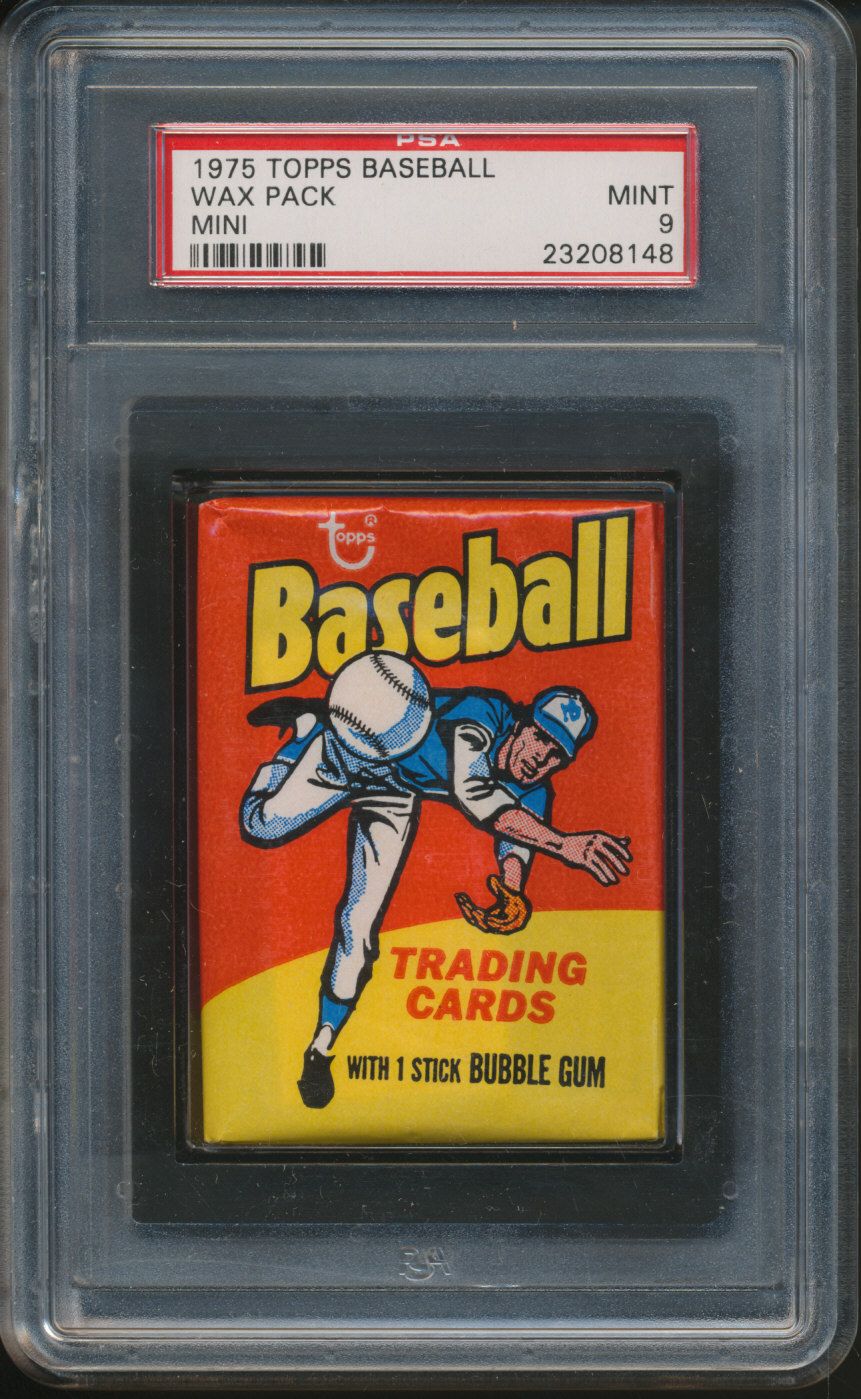 PSA
1975 TOPPS BASEBALL
WAX PACK MINT
MINI 9
23208148
topps®
Baseball
TRADING
CARDS
WITH 1 STICK BUBBLE GUM
PSA